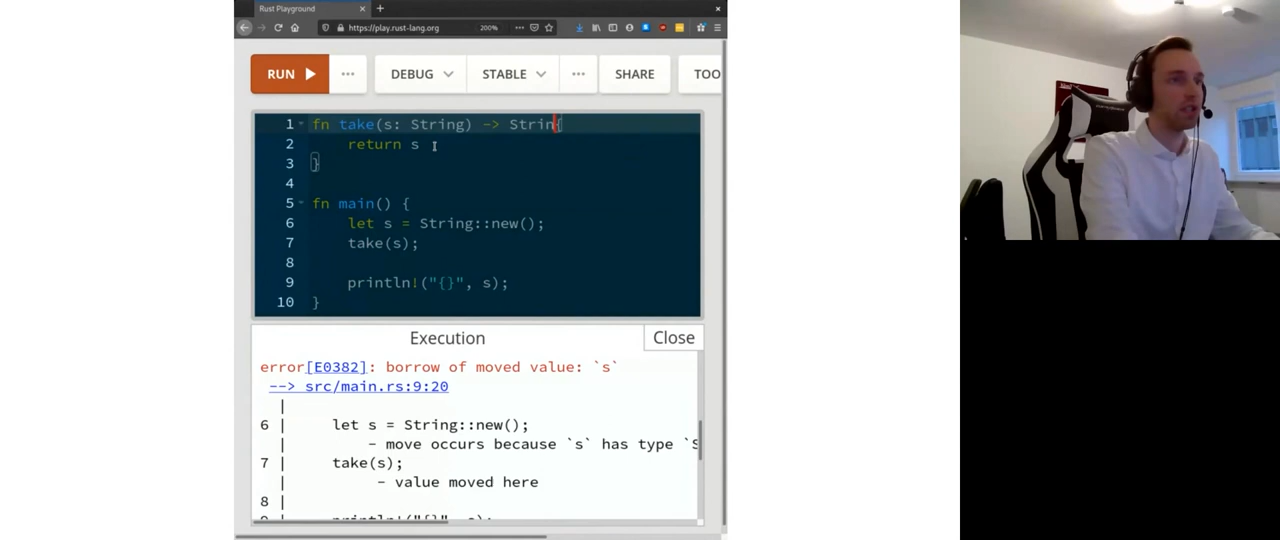 Rust Playground
https://play.rust-lang.org 200%
RUN DEBUG STABLE SHARE TOO
1 fn take(s: String) -> Strin{
2 return s
3 }
4
5 fn main() {
6 let s = String::new();
7 take(s);
8
9 println!("{}", s);
10 }
Execution Close
error[E0382]: borrow of moved value: `s`
--> src/main.rs:9:20
|
6 | let s = String::new();
| - move occurs because `s` has type `S
7 | take(s);
| - value moved here
8 |
9 | println!("{}", s);